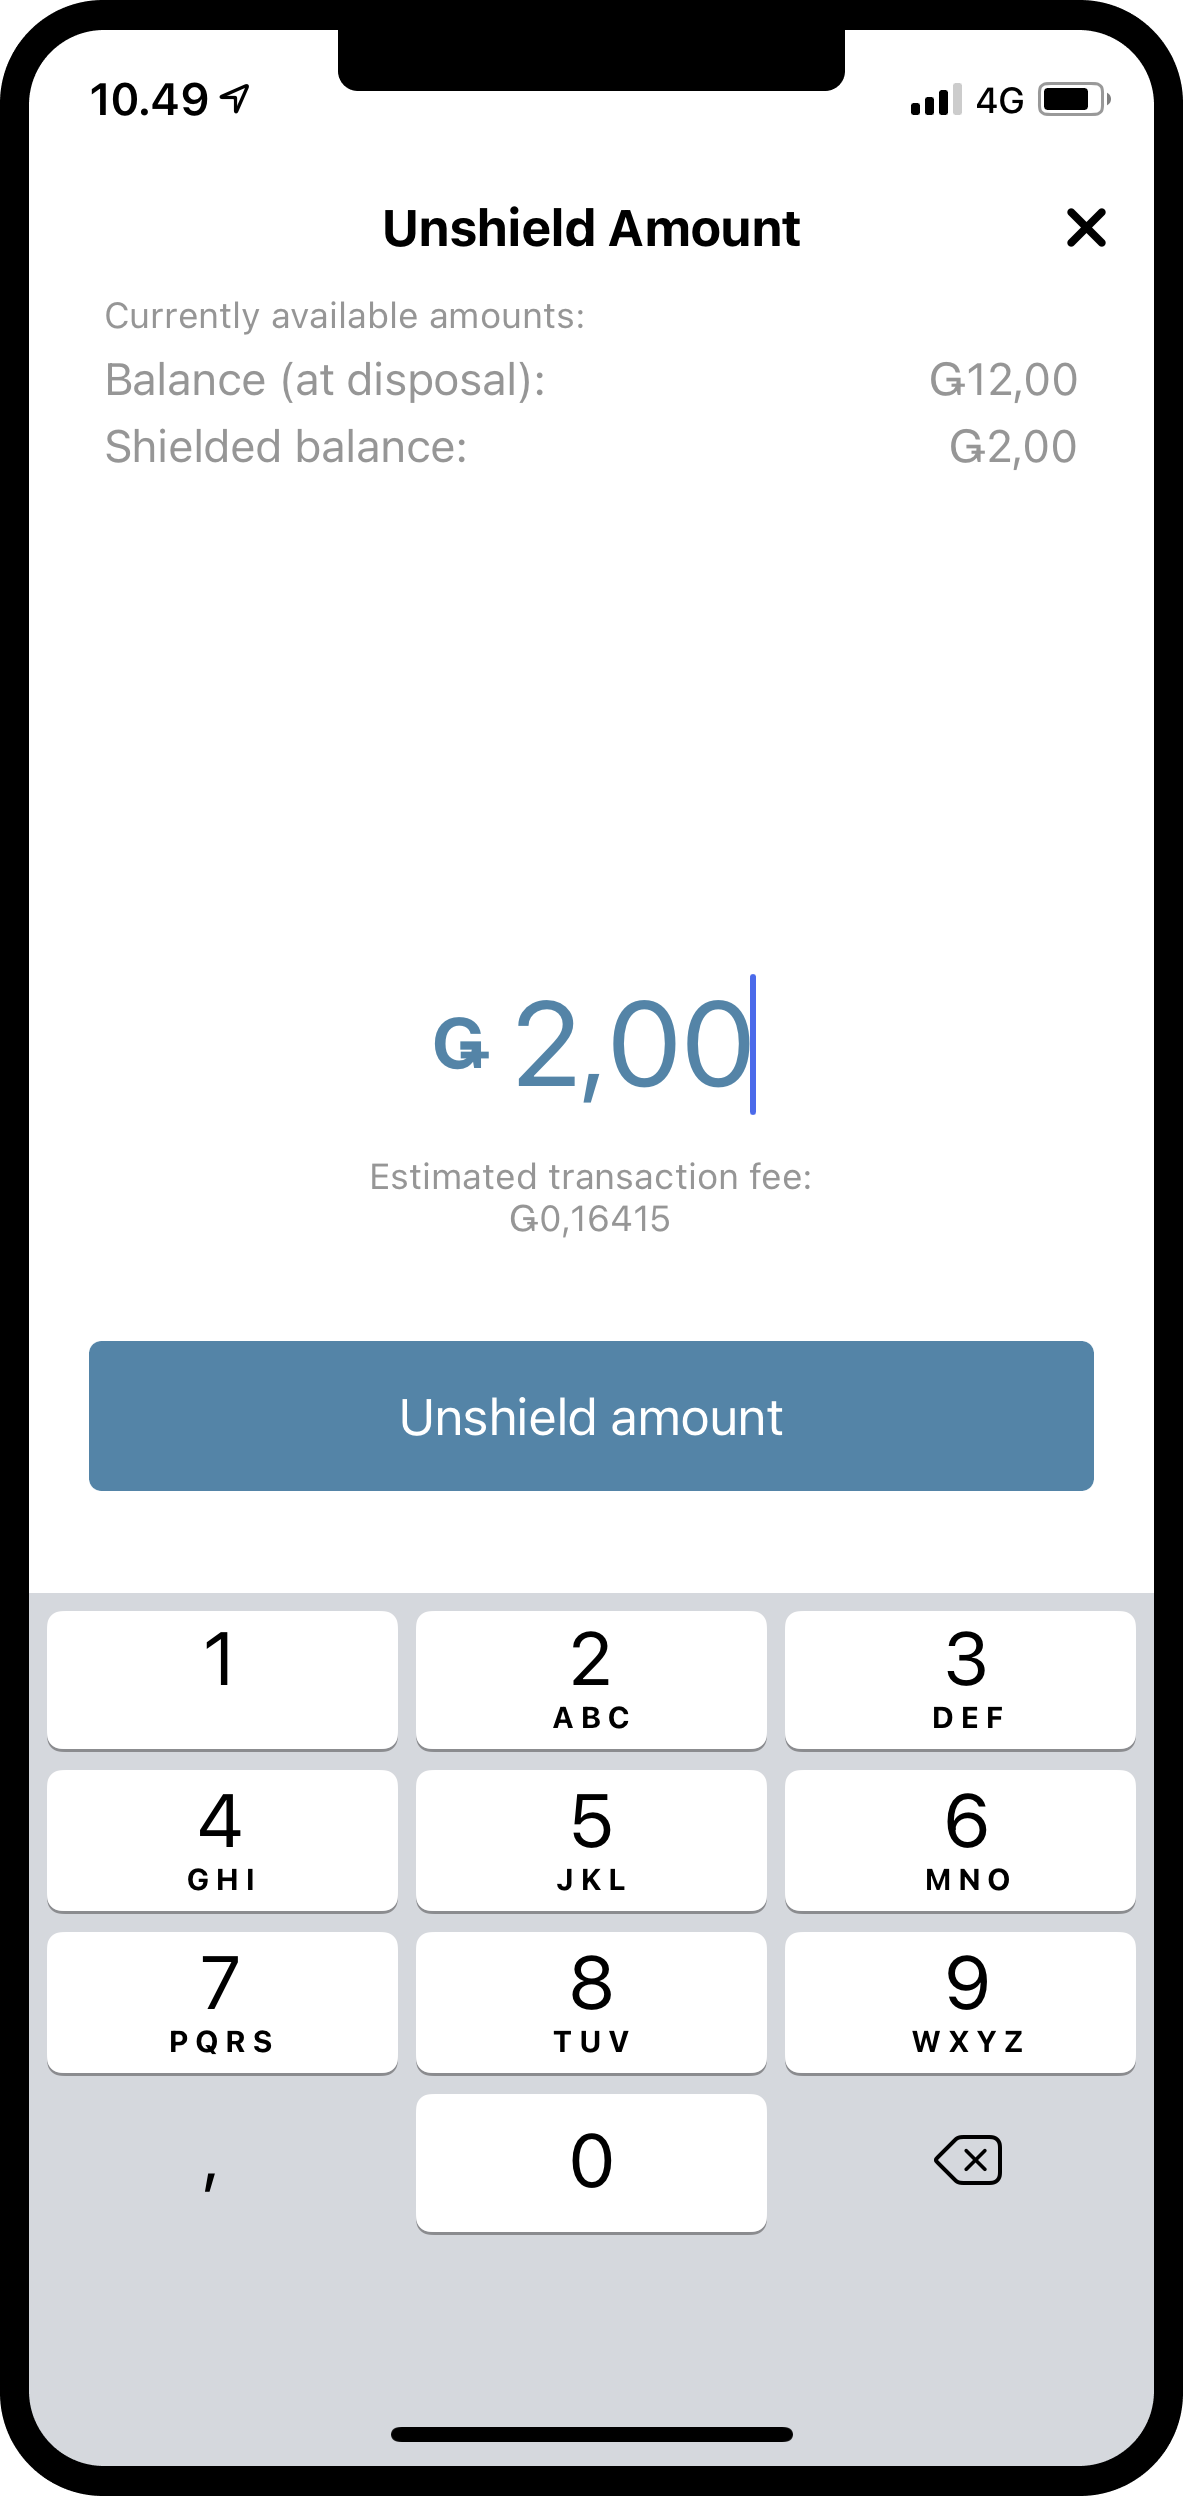 10.49
4G
Unshield Amount
Currently available amounts:
Balance (at disposal): Ǥ12,00
Shielded balance: Ǥ2,00
Ǥ 2,00
Estimated transaction fee:
Ǥ0,16415
Unshield amount
1 2 3
ABC DEF
4 5 6
GHI JKL MNO
7 8 9
PQRS TUV WXYZ
, 0